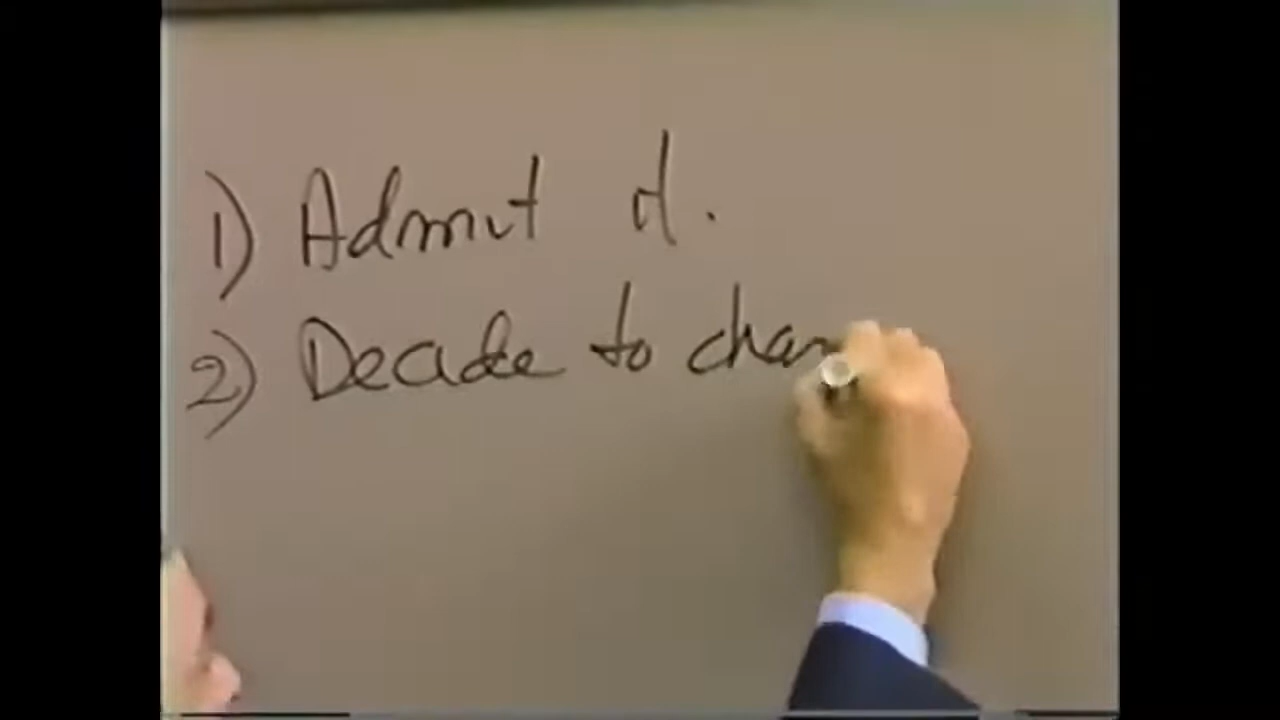 1) Admit it.
2) Decide to chan